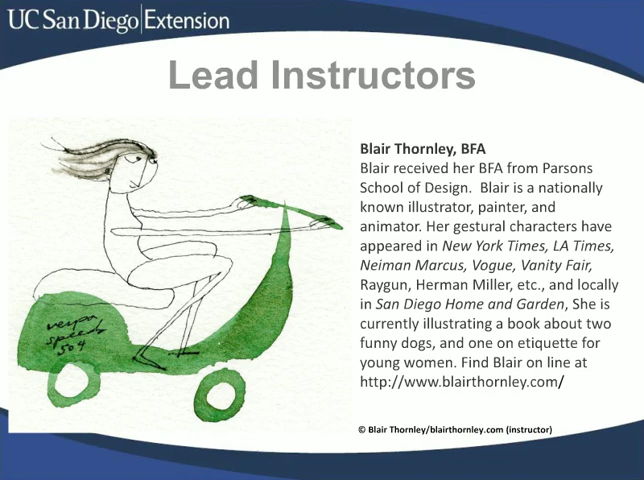 UC San Diego Extension
Lead Instructors
Blair Thornley, BFA
Blair received her BFA from Parsons
School of Design. Blair is a nationally
known illustrator, painter, and
animator. Her gestural characters have
appeared in New York Times, LA Times,
Neiman Marcus, Vogue, Vanity Fair,
Raygun, Herman Miller, etc., and locally
in San Diego Home and Garden, She is
currently illustrating a book about two
funny dogs, and one on etiquette for
young women. Find Blair on line at
http://www.blairthornley.com/
vespa
speeds
504
© Blair Thornley/blairthornley.com (instructor)